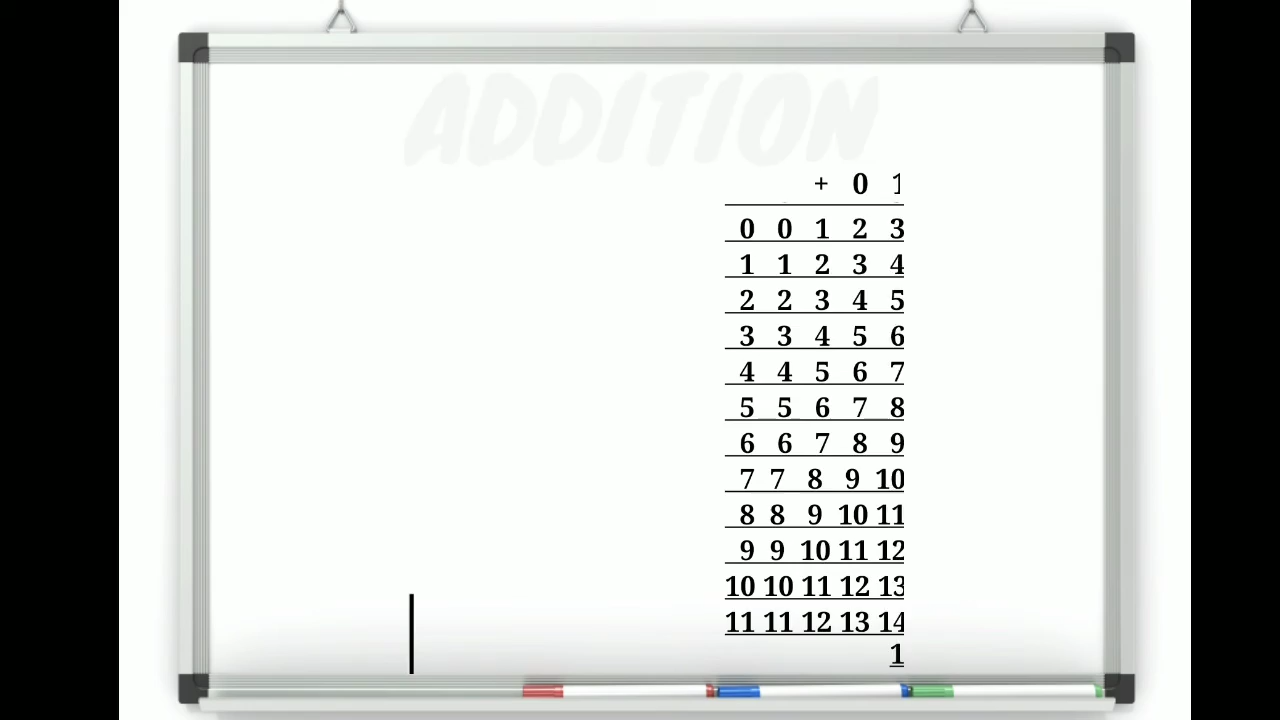 ADDITION
+ 0 1
0 0 1 2 3
1 1 2 3 4
2 2 3 4 5
3 3 4 5 6
4 4 5 6 7
5 5 6 7 8
6 6 7 8 9
7 7 8 9 10
8 8 9 10 11
9 9 10 11 12
10 10 11 12 13
11 11 12 13 14
1